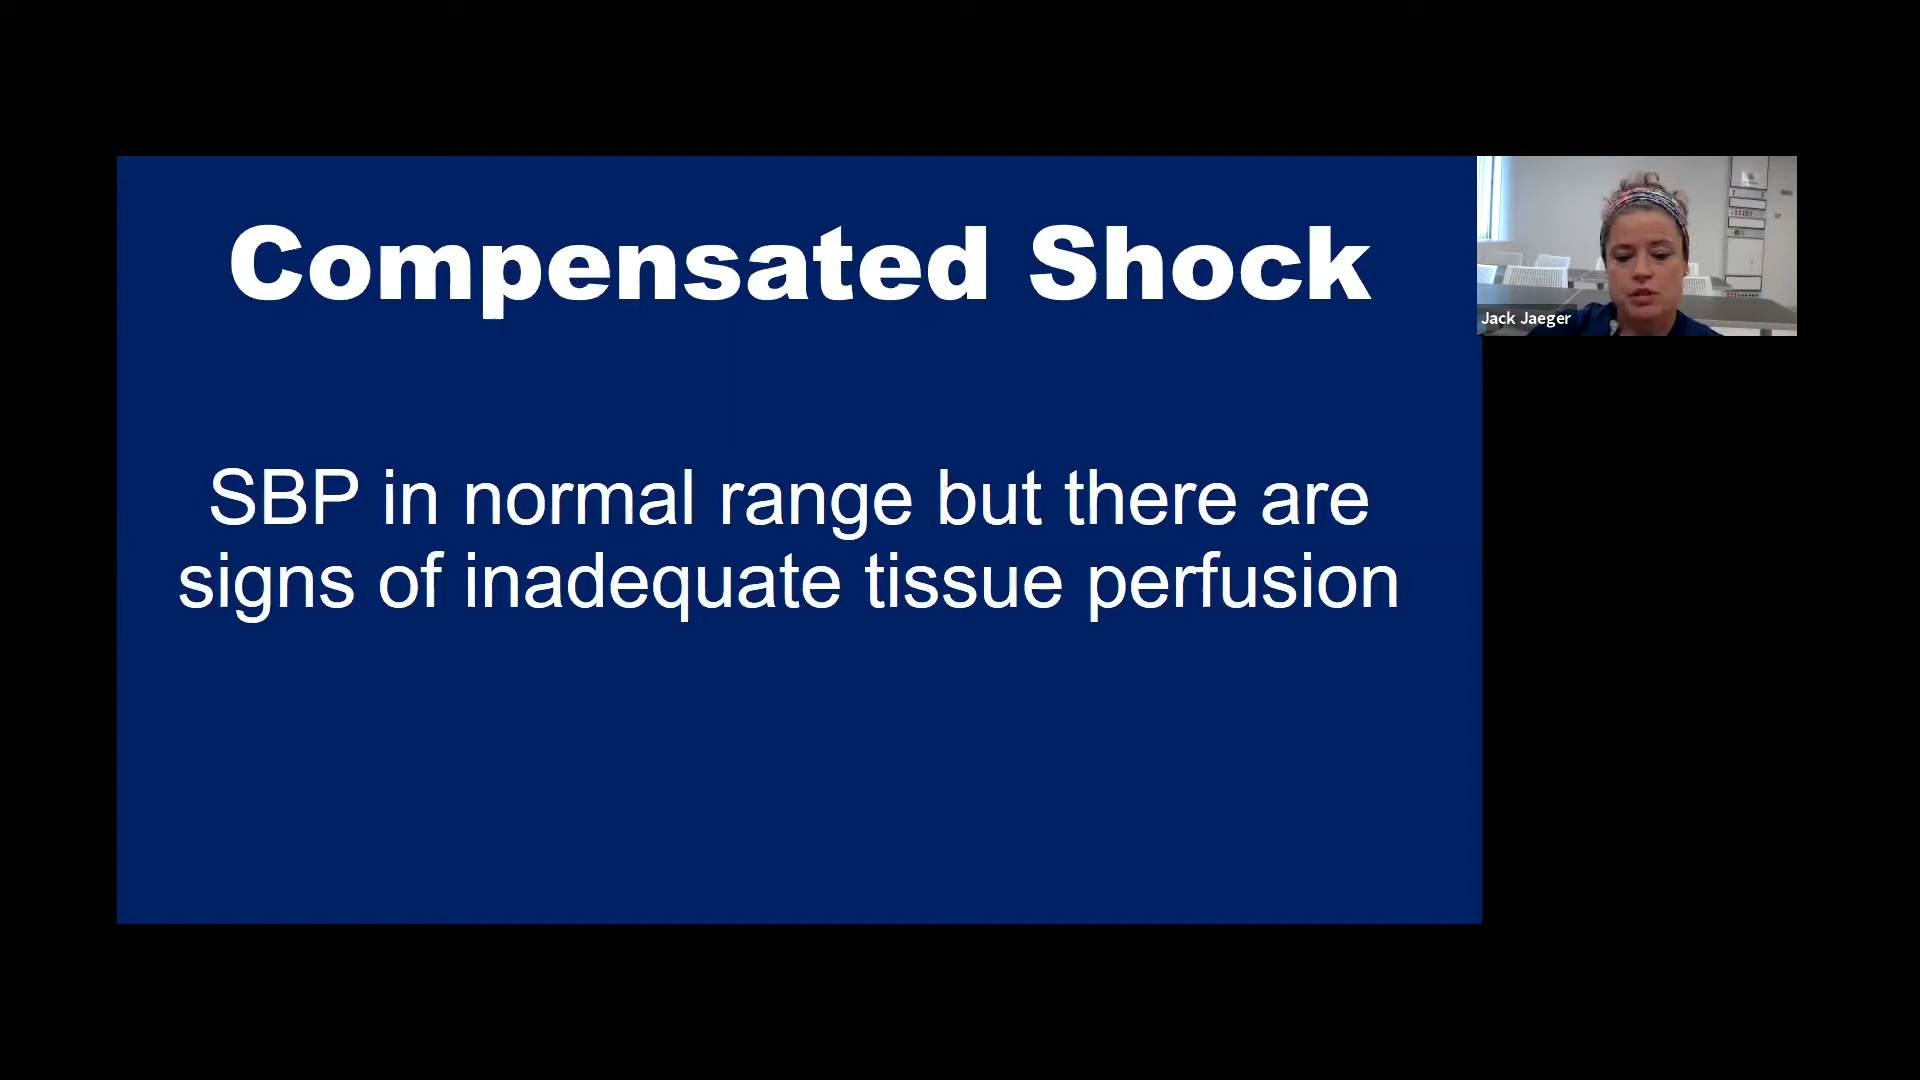 Compensated Shock
SBP in normal range but there are
signs of inadequate tissue perfusion
Jack Jaeger